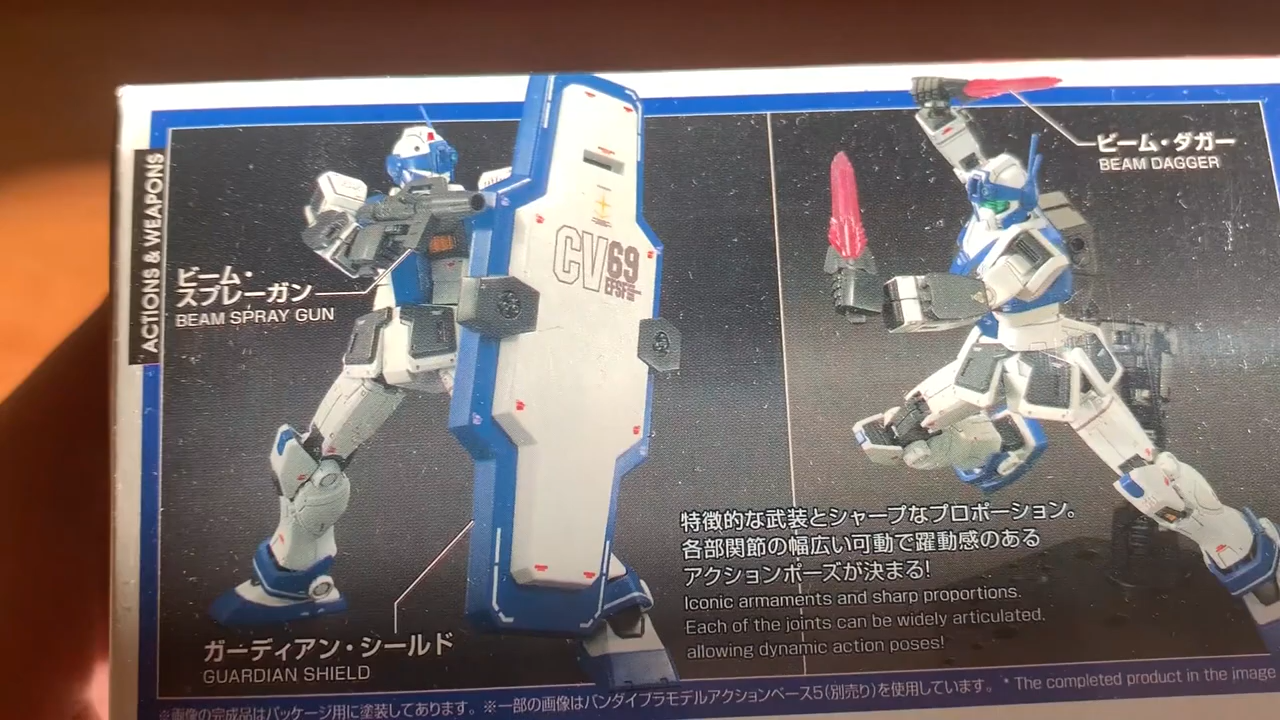 ACTIONS & WEAPONS
ビーム・
スプレーガン
BEAM SPRAY GUN
CV69
EFSF
ビーム・ダガー
BEAM DAGGER
特徴的な武装とシャープなプロポーション。
各部関節の幅広い可動で躍動感のある
アクションポーズが決まる!
Iconic armaments and sharp proportions.
Each of the joints can be widely articulated.
allowing dynamic action poses!
ガーディアン・シールド
GUARDIAN SHIELD
※画像の完成品はパッケージ用に塗装してあります。※一部の画像はバンダイプラモデルアクションベース5(別売り)を使用しています。 * The completed product in the image